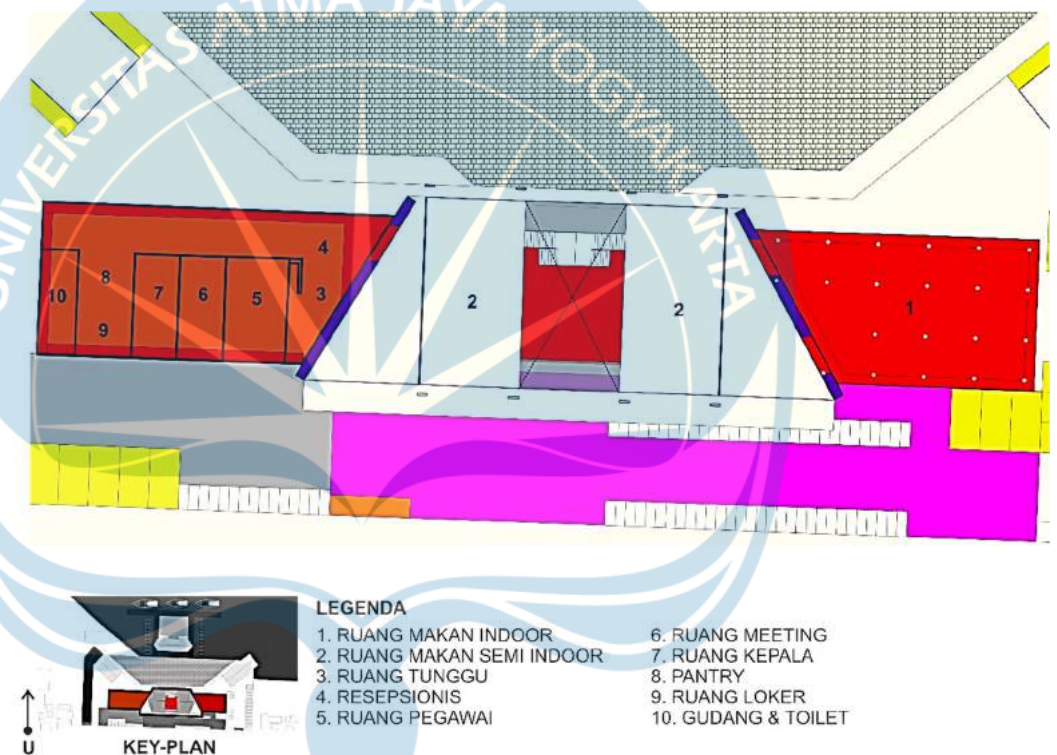 UNIVERSITAS ATMA JAYA YOGYAKARTA
4
10
8
7
6
5
3
9
2
2
1
LEGENDA
1. RUANG MAKAN INDOOR
2. RUANG MAKAN SEMI INDOOR
3. RUANG TUNGGU
4. RESEPSIONIS
5. RUANG PEGAWAI
6. RUANG MEETING
7. RUANG KEPALA
8. PANTRY
9. RUANG LOKER
10. GUDANG & TOILET
U
KEY-PLAN